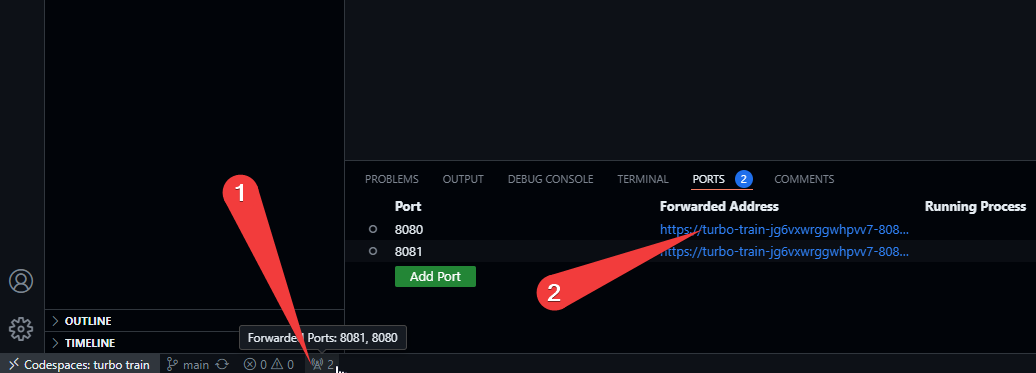 1
PROBLEMS OUTPUT DEBUG CONSOLE TERMINAL PORTS 2 COMMENTS
Port Forwarded Address Running Process
8080 https://turbo-train-jg6vxwrggwhpvv7-808...
8081 https://turbo-train-jg6vxwrggwhpvv7-808...
Add Port
2
OUTLINE
Forwarded Ports: 8081, 8080
TIMELINE
Codespaces: turbo train main 0 0 2